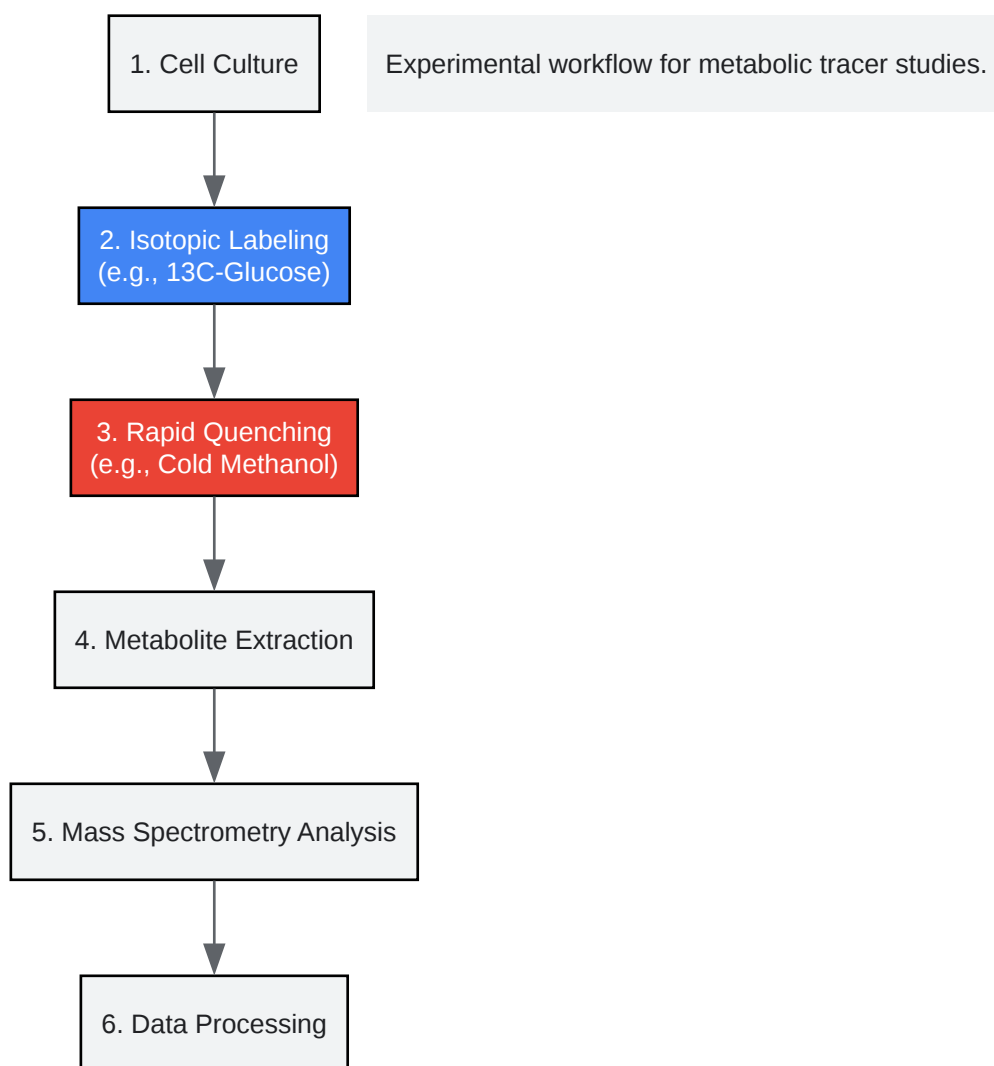 1. Cell Culture
Experimental workflow for metabolic tracer studies.
2. Isotopic Labeling
(e.g., 13C-Glucose)
3. Rapid Quenching
(e.g., Cold Methanol)
4. Metabolite Extraction
5. Mass Spectrometry Analysis
6. Data Processing